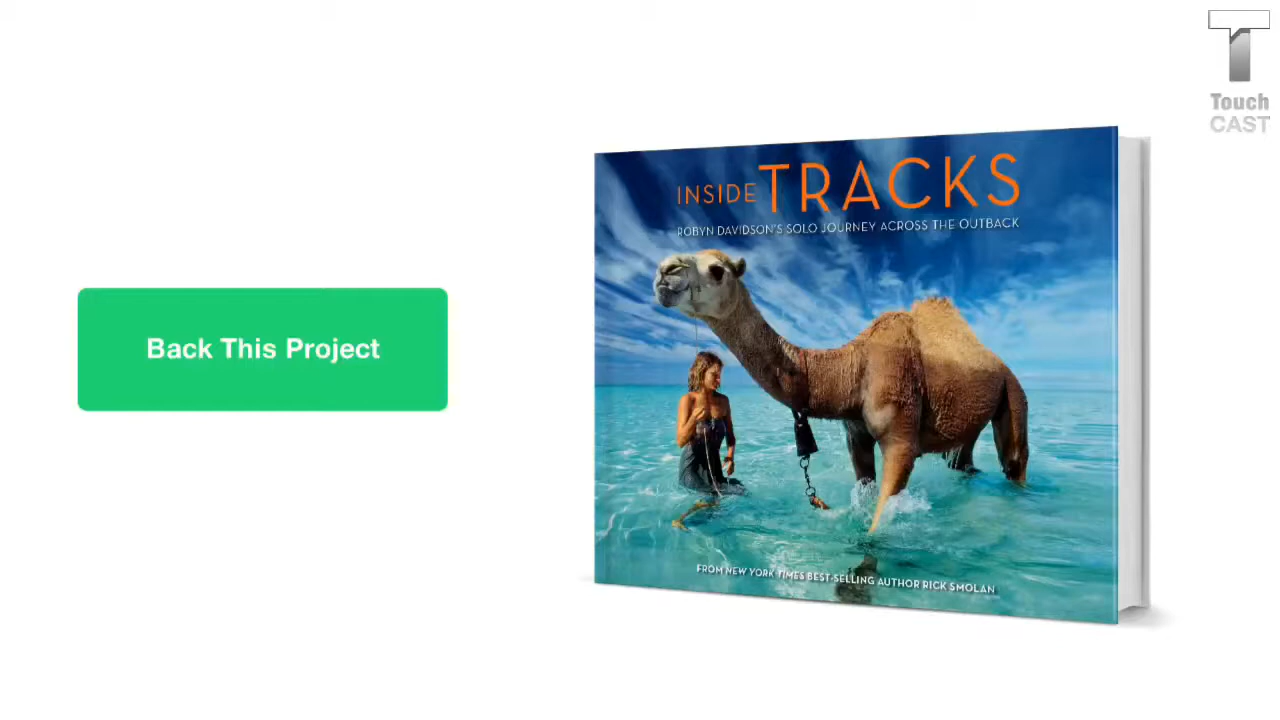 Touch
CAST
INSIDE TRACKS
ROBYN DAVIDSON'S SOLO JOURNEY ACROSS THE OUTBACK
Back This Project
FROM NEW YORK TIMES BEST-SELLING AUTHOR RICK SMOLAN